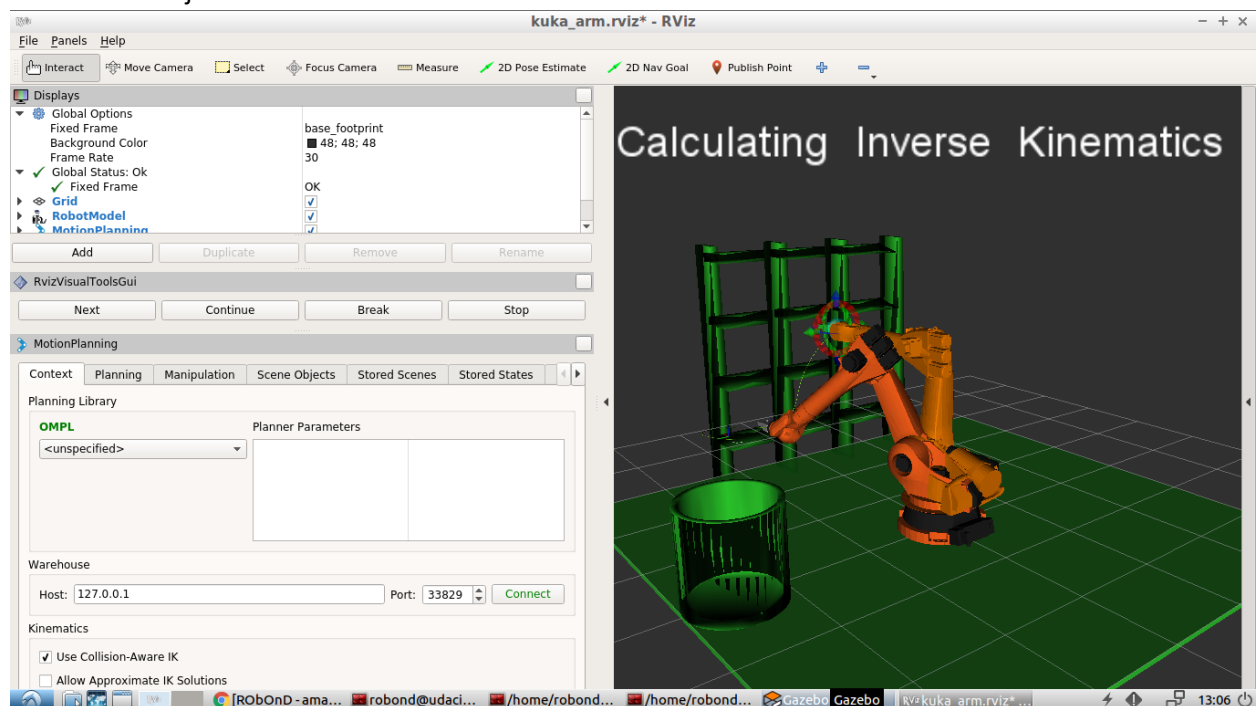 kuka_arm.rviz* - RViz
File Panels Help
Interact Move Camera Select Focus Camera Measure 2D Pose Estimate 2D Nav Goal Publish Point
Displays
Global Options
Fixed Frame base_footprint
Background Color 48; 48; 48
Frame Rate 30
Global Status: Ok
Fixed Frame OK
Grid
RobotModel
MotionPlanning
Add Duplicate Remove Rename
RvizVisualToolsGui
Next Continue Break Stop
MotionPlanning
Context Planning Manipulation Scene Objects Stored Scenes Stored States
Planning Library
OMPL Planner Parameters
<unspecified>
Warehouse
Host: 127.0.0.1 Port: 33829 Connect
Kinematics
Use Collision-Aware IK
Allow Approximate IK Solutions
Calculating Inverse Kinematics
[RObOnD - ama... robond@udaci... /home/robond... /home/robond... Gazebo Gazebo kuka_arm.rviz* ... 13:06